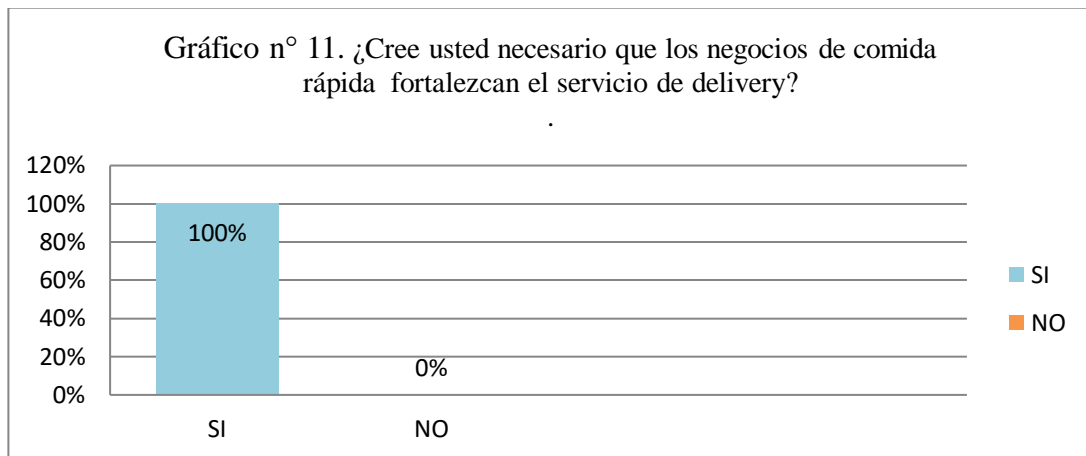 Gráfico n° 11. ¿Cree usted necesario que los negocios de comida
rápida  fortalezcan el servicio de delivery?
.
120%
100%
80%
60%
40%
20%
0%
100%
0%
SI
NO
SI
NO